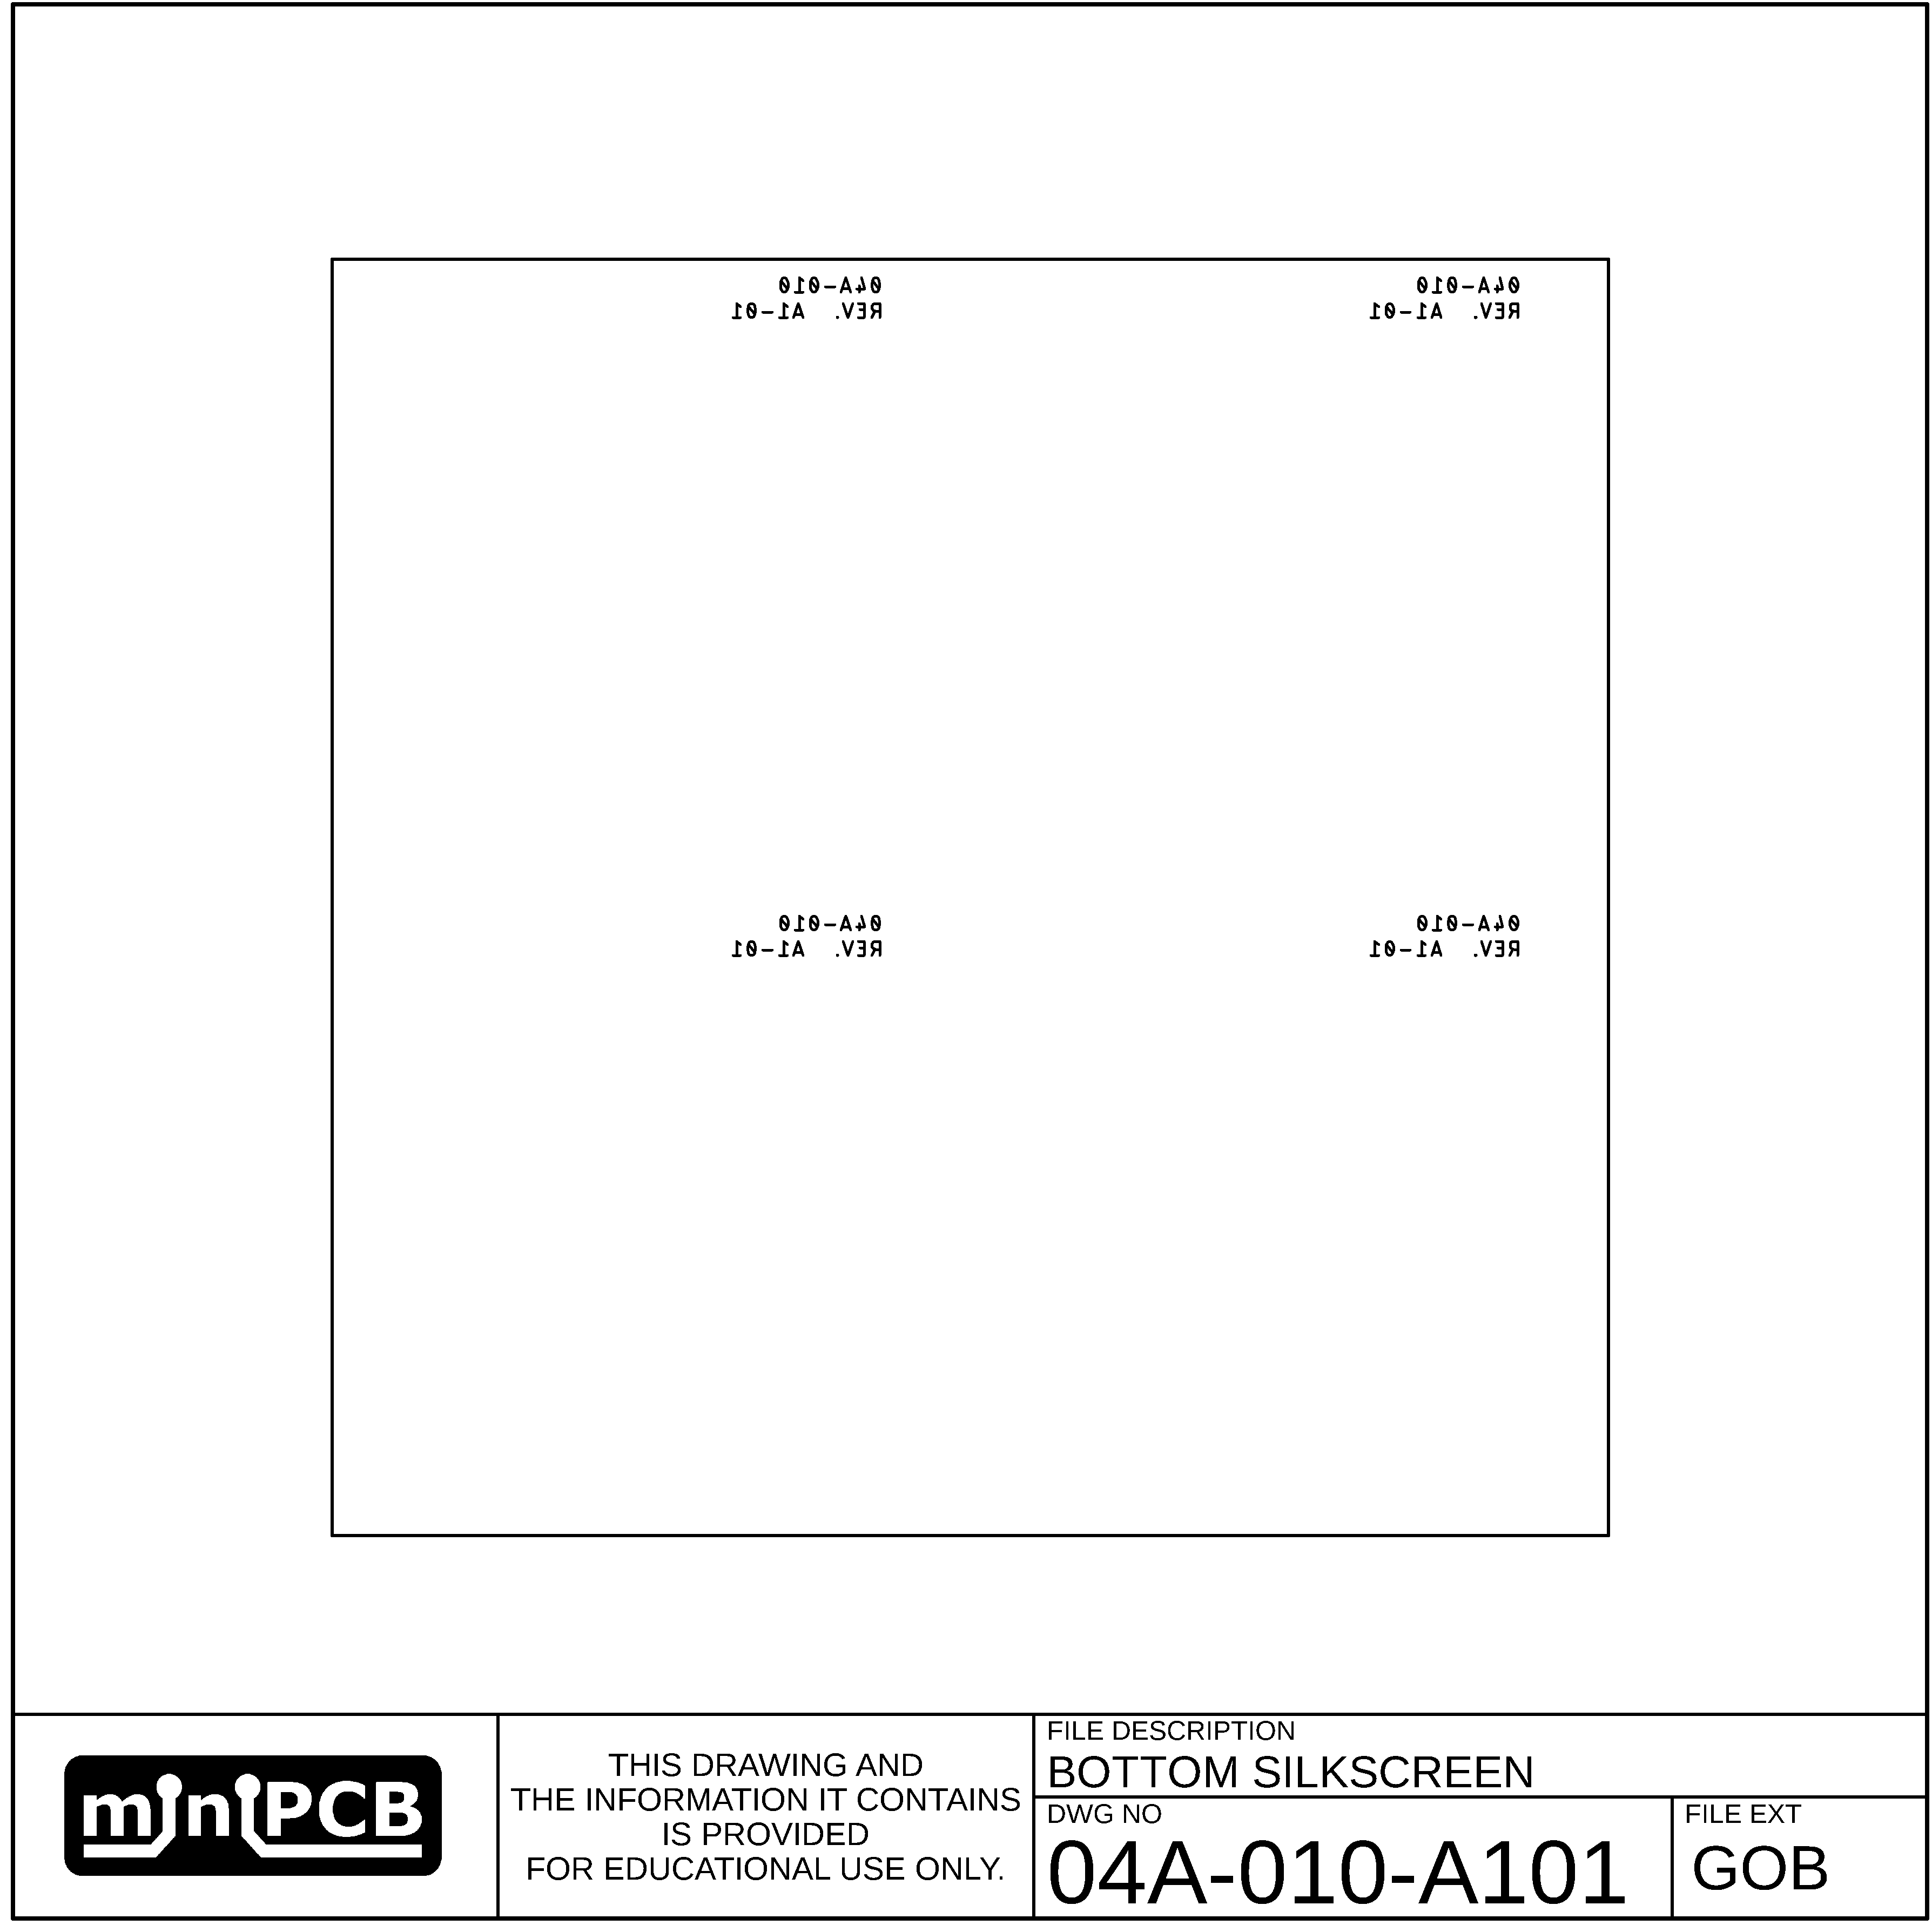 04A-010
REV. A1-01
04A-010
REV. A1-01
04A-010
REV. A1-01
04A-010
REV. A1-01
miniPCB
THIS DRAWING AND
THE INFORMATION IT CONTAINS
IS PROVIDED
FOR EDUCATIONAL USE ONLY.
FILE DESCRIPTION
BOTTOM SILKSCREEN
DWG NO
04A-010-A101
FILE EXT
GOB